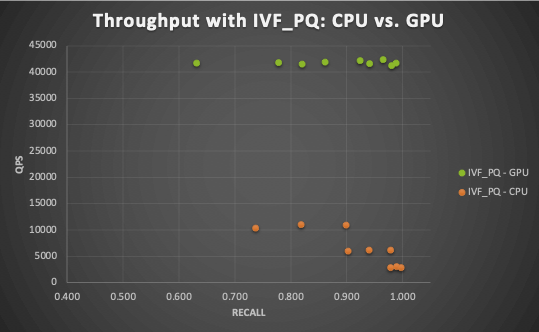 Throughput with IVF_PQ: CPU vs. GPU
45000
40000
35000
30000
25000
20000
15000
10000
5000
0
QPS
0.400 0.500 0.600 0.700 0.800 0.900 1.000
RECALL
IVF_PQ - GPU
IVF_PQ - CPU